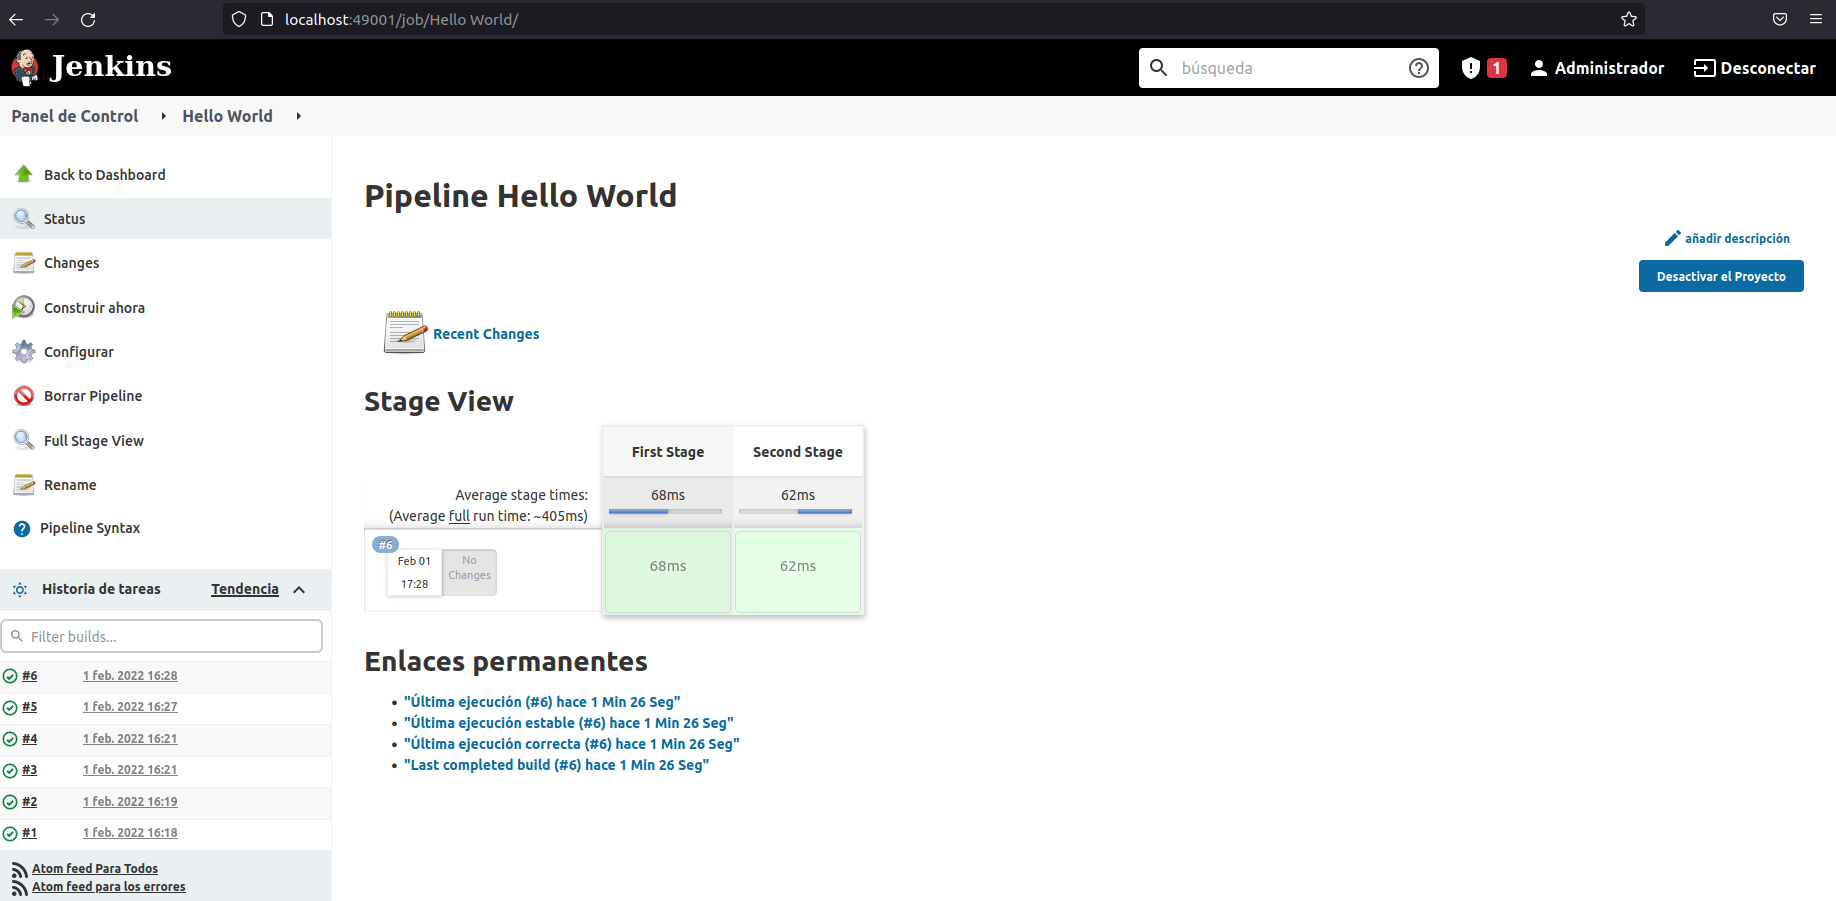 localhost:49001/job/Hello World/
Jenkins
búsqueda
1
Administrador
Desconectar
Panel de Control
Hello World
Back to Dashboard
Status
Changes
Construir ahora
Configurar
Borrar Pipeline
Full Stage View
Rename
Pipeline Syntax
Historia de tareas
Tendencia
Filter builds...
#6 1 feb. 2022 16:28
#5 1 feb. 2022 16:27
#4 1 feb. 2022 16:21
#3 1 feb. 2022 16:21
#2 1 feb. 2022 16:19
#1 1 feb. 2022 16:18
Atom feed Para Todos
Atom feed para los errores
Pipeline Hello World
añadir descripción
Desactivar el Proyecto
Recent Changes
Stage View
First Stage
Second Stage
Average stage times:
68ms
62ms
(Average full run time: ~405ms)
#6
Feb 01
17:28
No
Changes
68ms
62ms
Enlaces permanentes
"Última ejecución (#6) hace 1 Min 26 Seg"
"Última ejecución estable (#6) hace 1 Min 26 Seg"
"Última ejecución correcta (#6) hace 1 Min 26 Seg"
"Last completed build (#6) hace 1 Min 26 Seg"